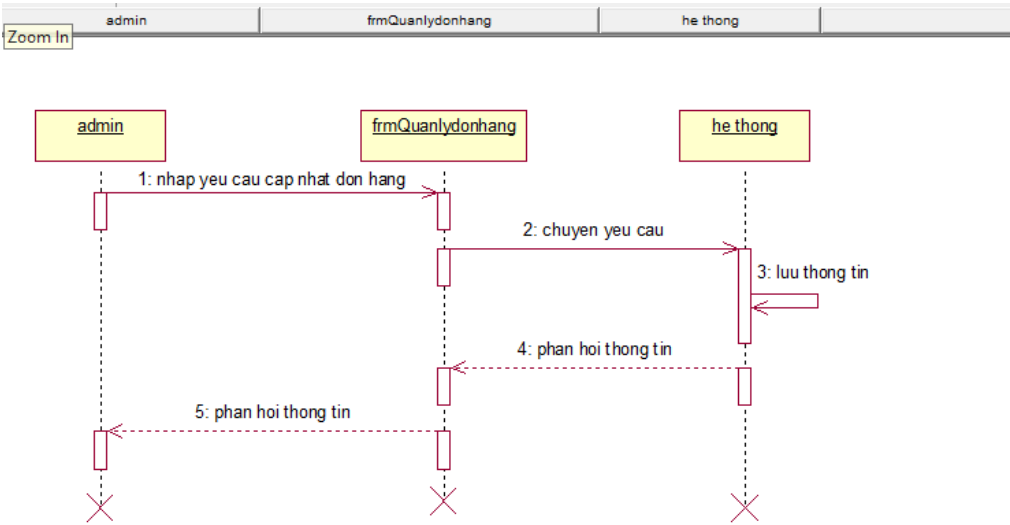 admin frmQuanlydonhang he thong
Zoom In
admin frmQuanlydonhang he thong
1: nhap yeu cau cap nhat don hang
2: chuyen yeu cau
3: luu thong tin
4: phan hoi thong tin
5: phan hoi thong tin